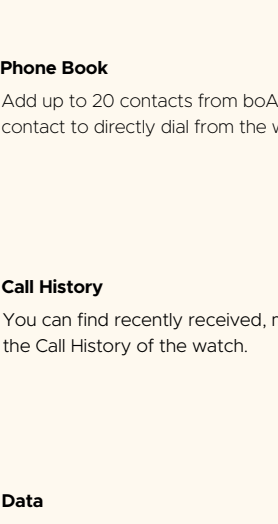 Phone Book
Add up to 20 contacts from boA
contact to directly dial from the
Call History
You can find recently received,
the Call History of the watch.
Data